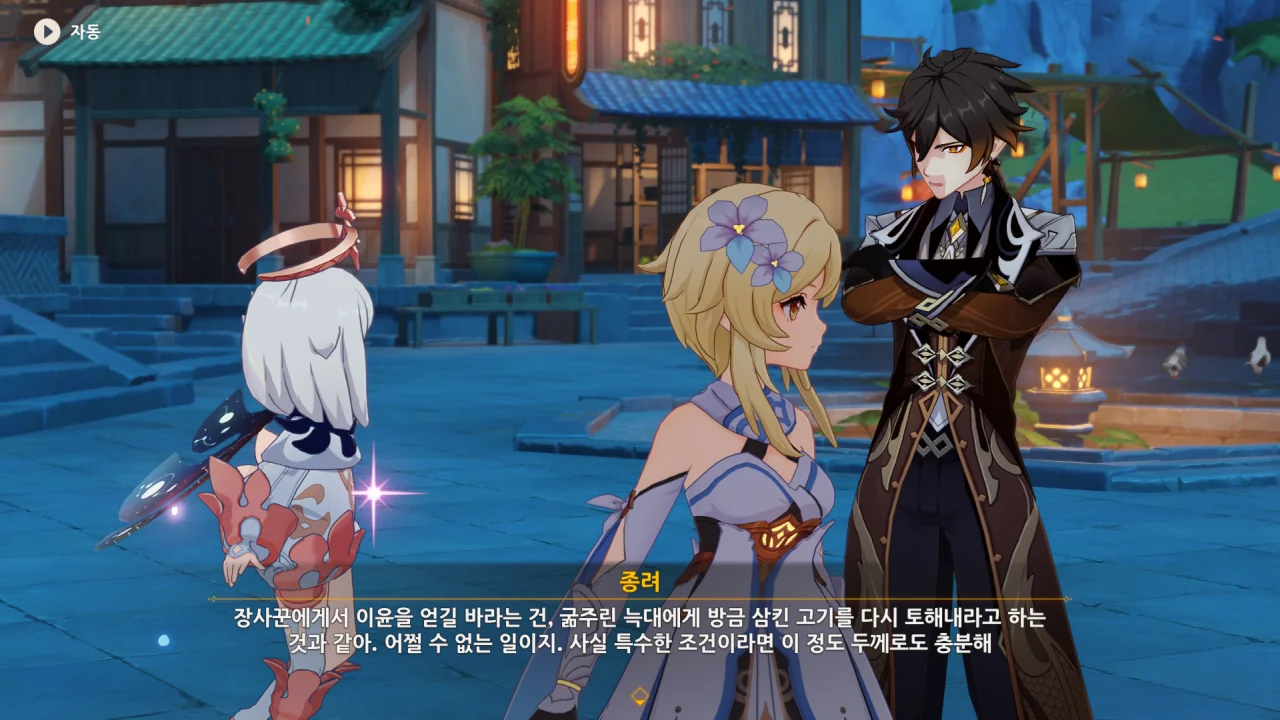 자동
종려
장사꾼에게서 이윤을 얻길 바라는 건, 굶주린 늑대에게 방금 삼킨 고기를 다시 토해내라고 하는
것과 같아. 어쩔 수 없는 일이지. 사실 특수한 조건이라면 이 정도 두께로도 충분해